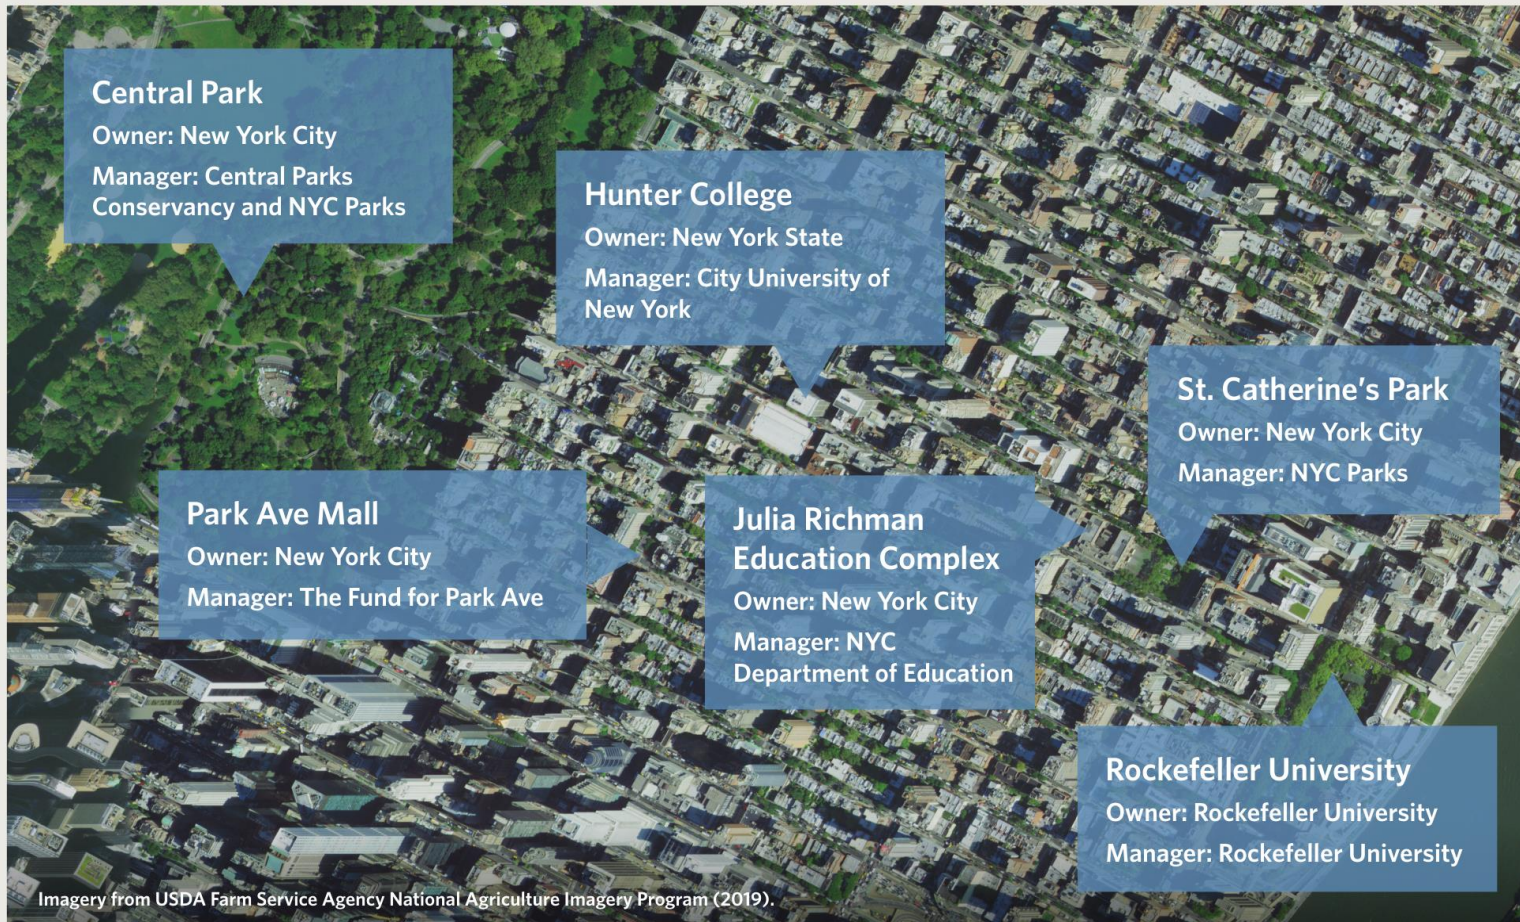 Central Park
Owner: New York City
Manager: Central Parks
Conservancy and NYC Parks
Hunter College
Owner: New York State
Manager: City University of
New York
St. Catherine's Park
Owner: New York City
Manager: NYC Parks
Park Ave Mall
Owner: New York City
Manager: The Fund for Park Ave
Julia Richman
Education Complex
Owner: New York City
Manager: NYC
Department of Education
Rockefeller University
Owner: Rockefeller University
Manager: Rockefeller University
Imagery from USDA Farm Service Agency National Agriculture Imagery Program (2019).